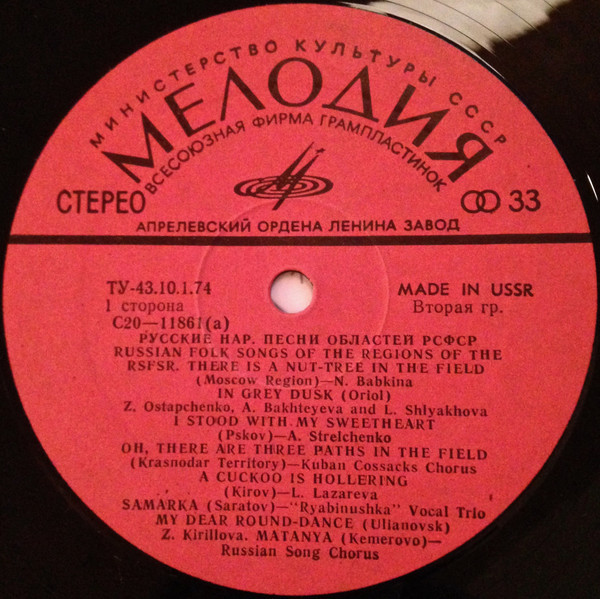 МИНИСТЕРСТВО КУЛЬТУРЫ СССР
МЕЛОДИЯ
ВСЕСОЮЗНАЯ ФИРМА ГРАМПЛАСТИНОК
СТЕРЕО
33
АПРЕЛЕВСКИЙ ОРДЕНА ЛЕНИНА ЗАВОД
ТУ-43.10.1.74
MADE IN USSR
1 сторона
Вторая гр.
С20—11861(а)
РУССКИЕ НАР. ПЕСНИ ОБЛАСТЕЙ РСФСР
RUSSIAN FOLK SONGS OF THE REGIONS OF THE
RSFSR. THERE IS A NUT-TREE IN THE FIELD
(Moscow Region)—N. Babkina
IN GREY DUSK (Oriol)
Z. Ostapchenko, A. Bakhteyeva and L. Shlyakhova
I STOOD WITH MY SWEETHEART
(Pskov)—A. Strelchenko
OH, THERE ARE THREE PATHS IN THE FIELD
(Krasnodar Territory)—Kuban Cossacks Chorus
A CUCKOO IS HOLLERING
(Kirov)—L. Lazareva
SAMARKA (Saratov)—"Ryabinushka" Vocal Trio
MY DEAR ROUND-DANCE (Ulianovsk)
Z. Kirillova. MATANYA (Kemerovo)—
Russian Song Chorus